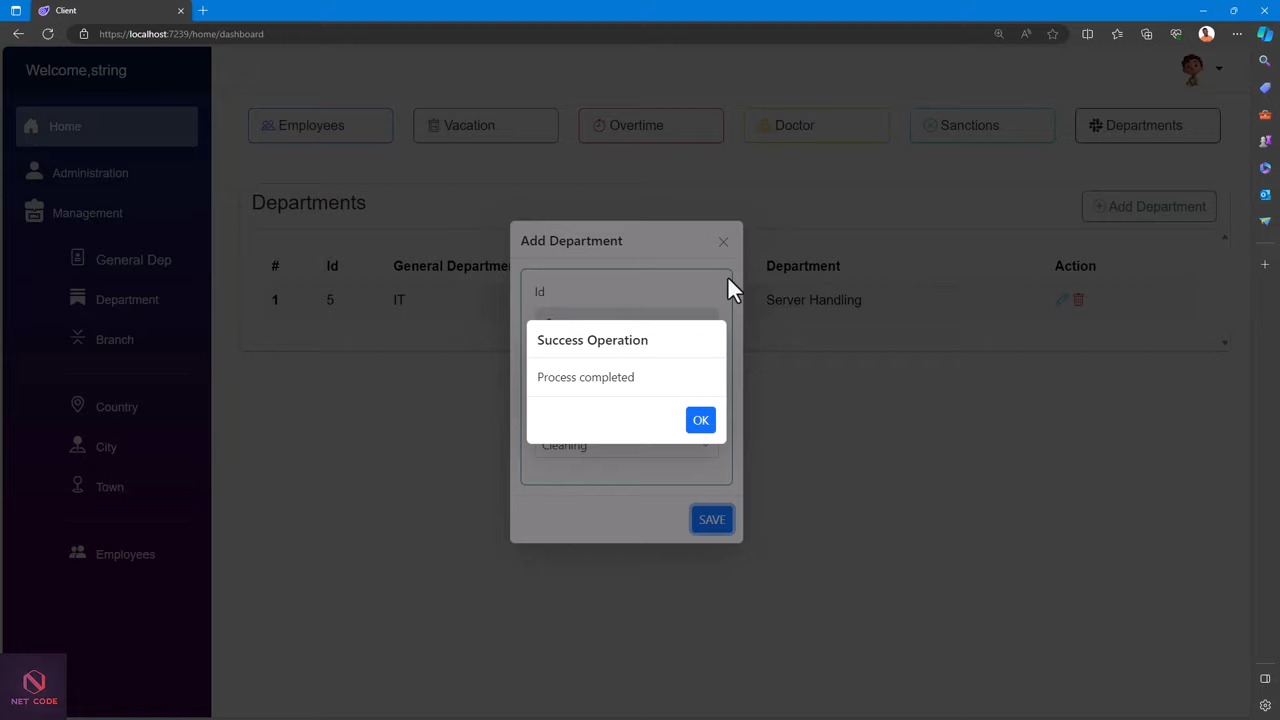 Client
https://localhost:7239/home/dashboard
Welcome,string
Home
Administration
Management
General Dep
Department
Branch
Country
City
Town
Employees
NET CODE
Employees
Vacation
Overtime
Doctor
Sanctions
Departments
Departments
Add Department
# Id General Departme Department Action
1 5 IT Server Handling
Add Department
Id
Success Operation
Process completed
OK
Cleaning
SAVE